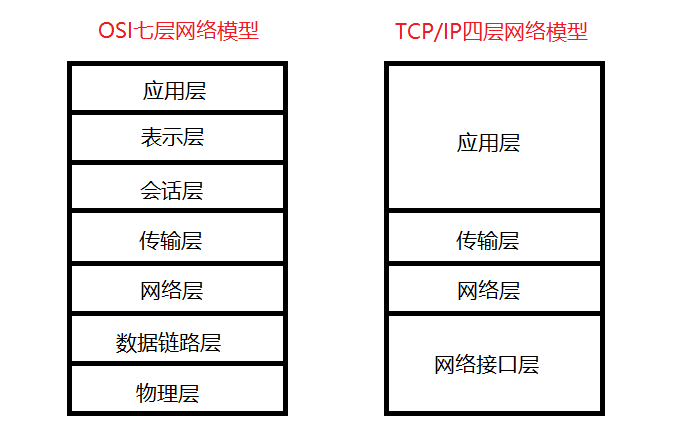 OSI七层网络模型
应用层
表示层
会话层
传输层
网络层
数据链路层
物理层
TCP/IP四层网络模型
应用层
传输层
网络层
网络接口层